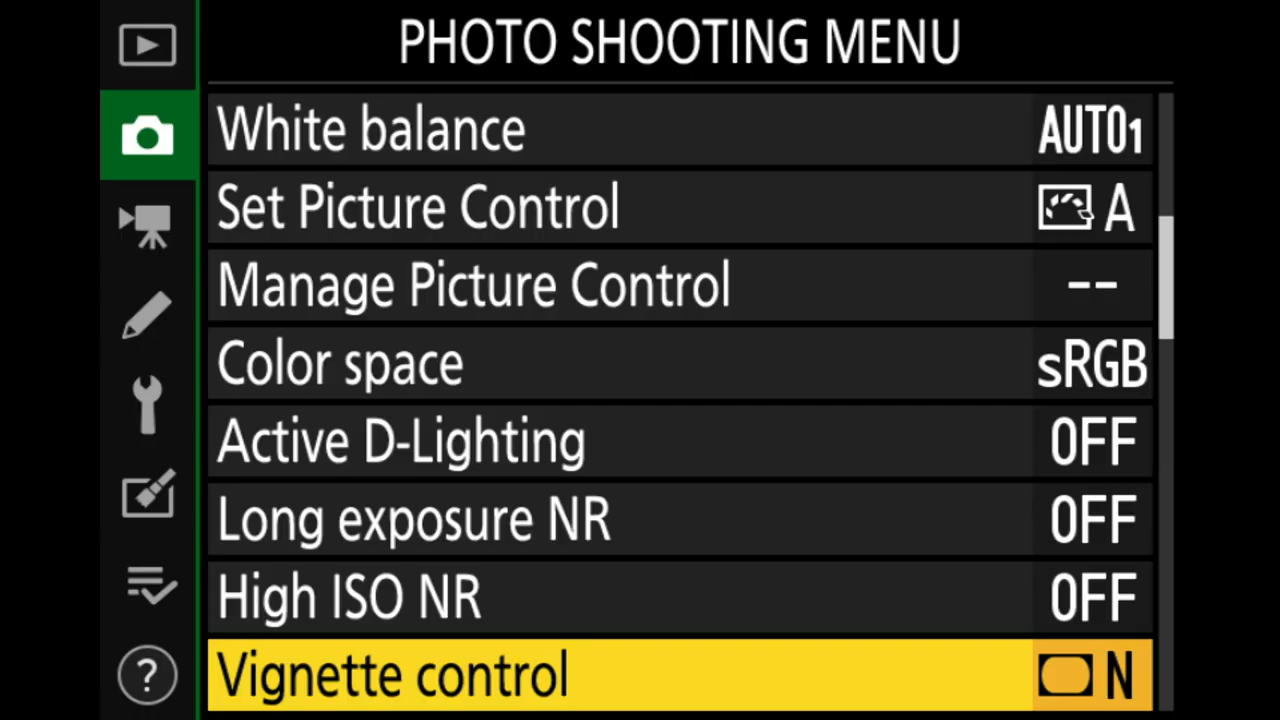 PHOTO SHOOTING MENU
White balance AUTO1
Set Picture Control A
Manage Picture Control --
Color space sRGB
Active D-Lighting OFF
Long exposure NR OFF
High ISO NR OFF
Vignette control N
?